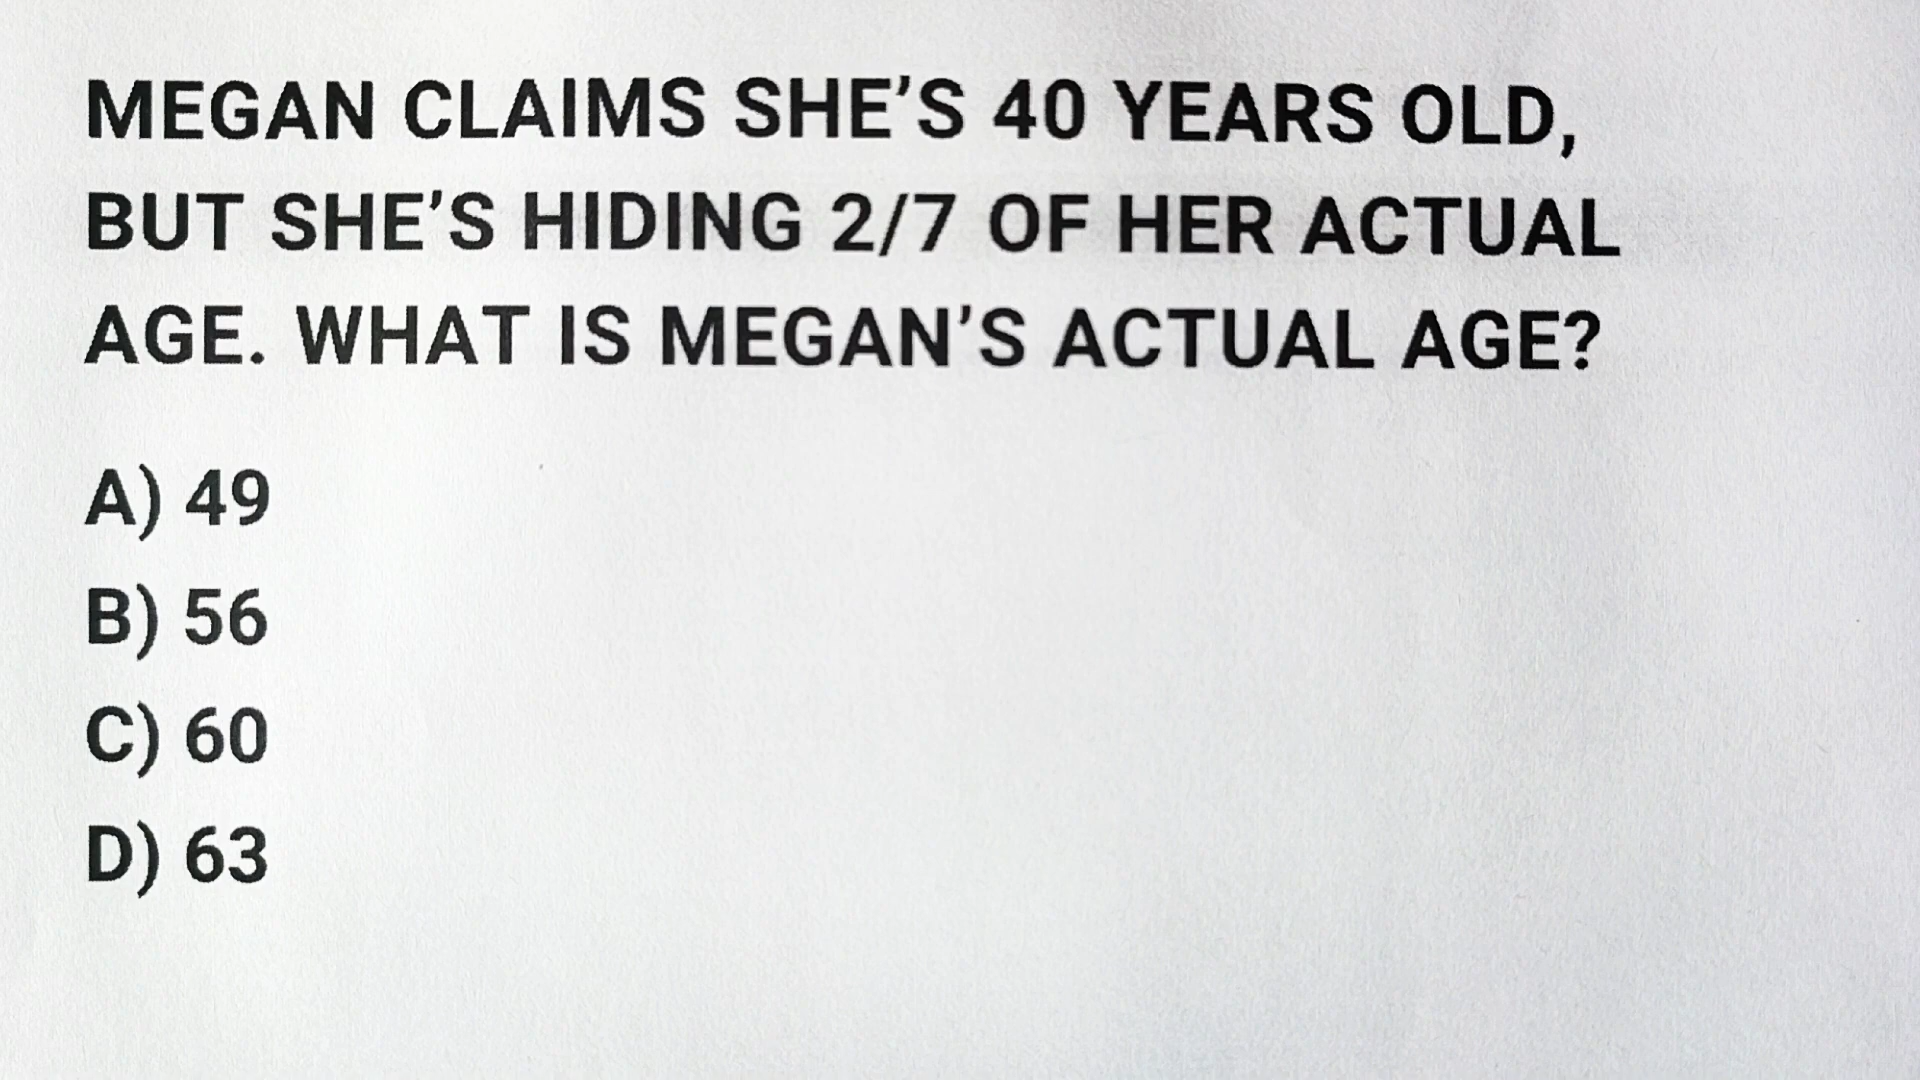 MEGAN CLAIMS SHE’S 40 YEARS OLD,
BUT SHE’S HIDING 2/7 OF HER ACTUAL
AGE. WHAT IS MEGAN’S ACTUAL AGE?
A) 49
B) 56
C) 60
D) 63